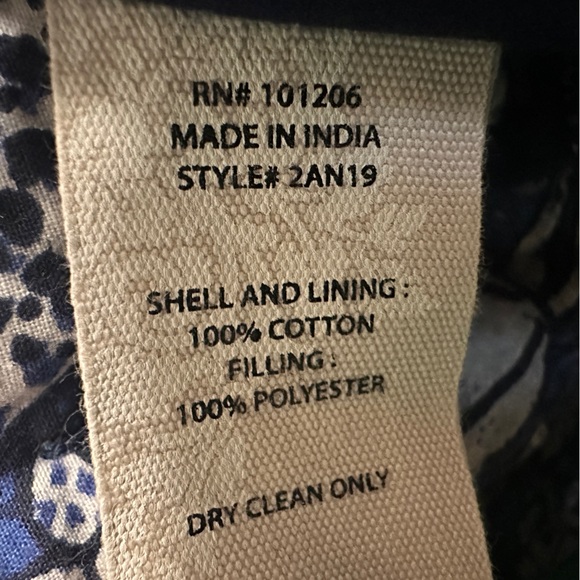 RN# 101206
MADE IN INDIA
STYLE# 2AN19
SHELL AND LINING :
100% COTTON
FILLING :
100% POLYESTER
DRY CLEAN ONLY